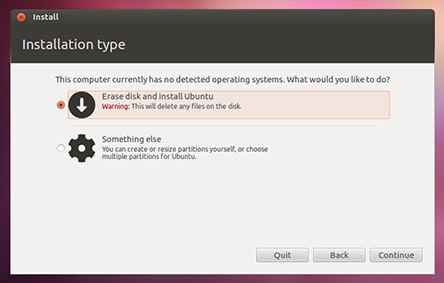 Install
Installation type
This computer currently has no detected operating systems. What would you like to do?
Erase disk and install Ubuntu
Warning: This will delete any files on the disk.
Something else
You can create or resize partitions yourself, or choose
multiple partitions for Ubuntu.
Quit
Back
Continue